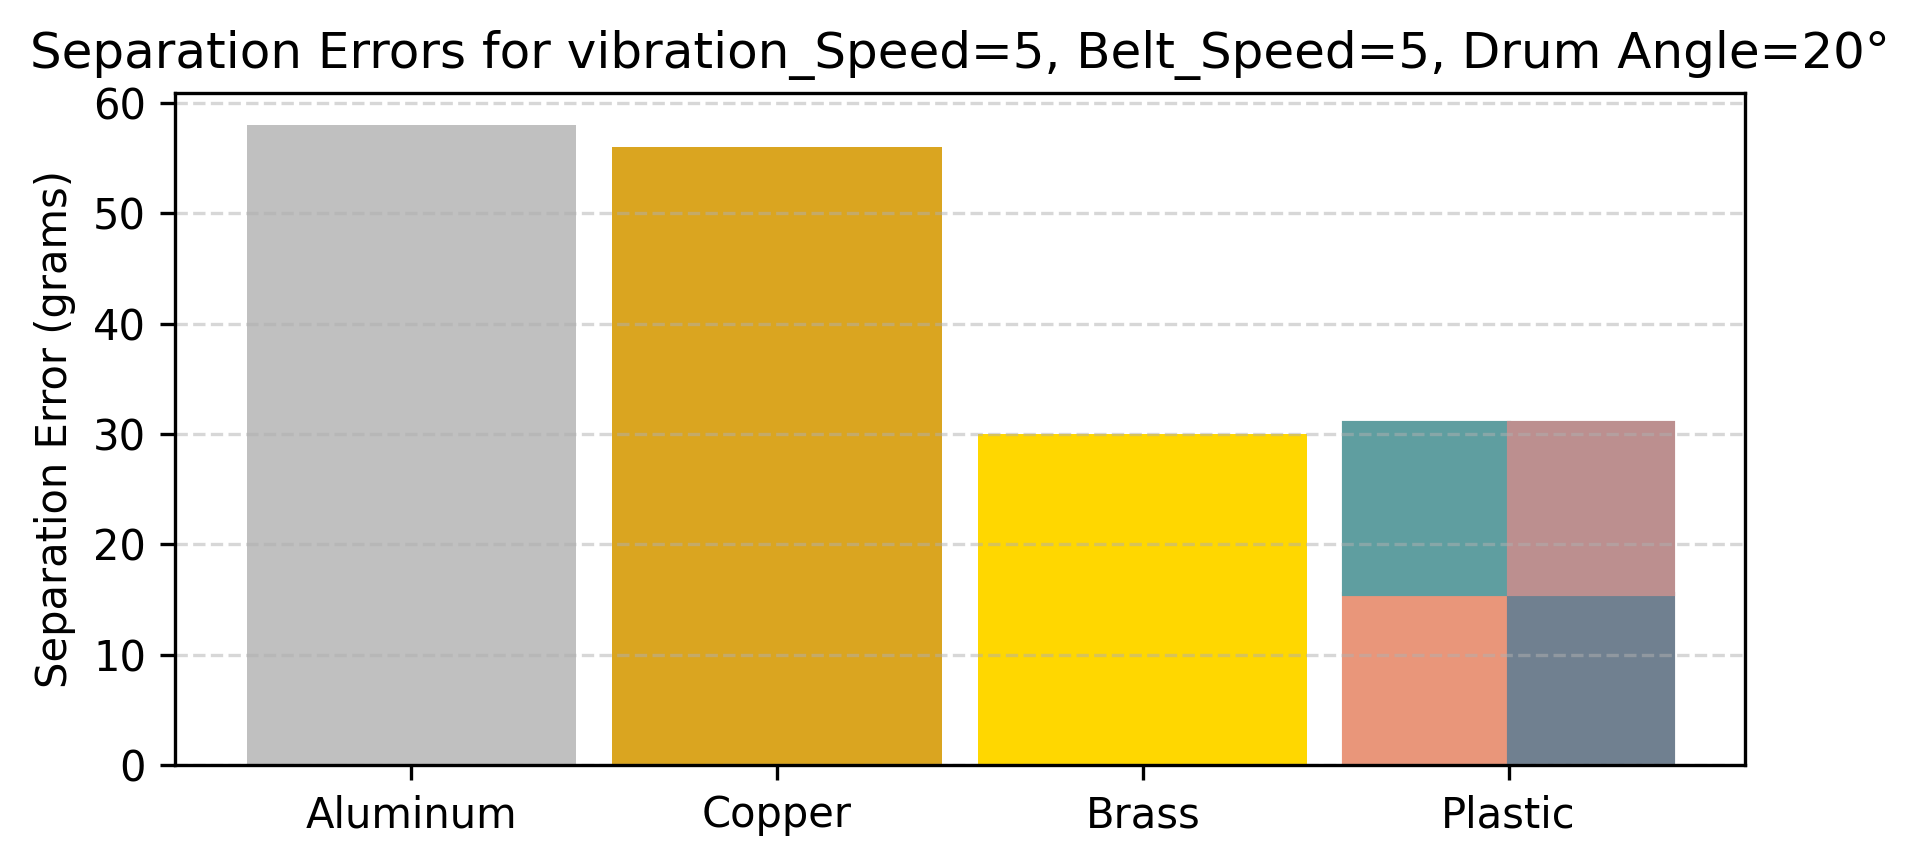 Separation Errors for vibration_Speed=5, Belt_Speed=5, Drum Angle=20°
Separation Error (grams)
60
50
40
30
20
10
0
Aluminum
Copper
Brass
Plastic